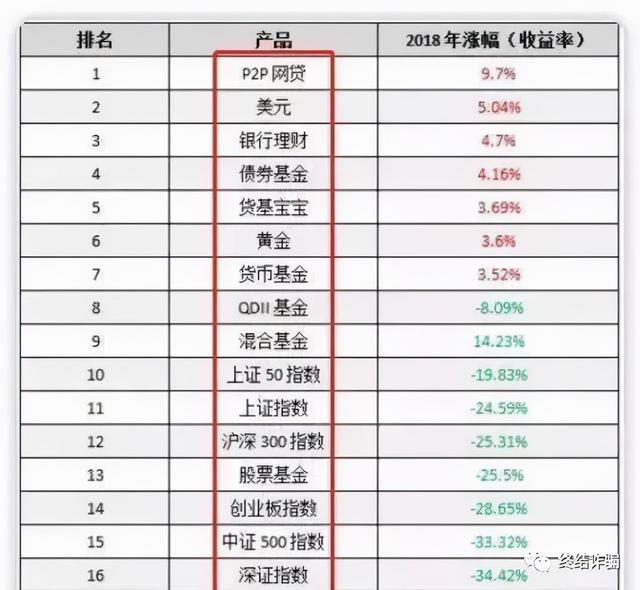 排名 产品 2018年涨幅（收益率）
1 P2P网贷 9.7%
2 美元 5.04%
3 银行理财 4.7%
4 债券基金 4.16%
5 货基宝宝 3.69%
6 黄金 3.6%
7 货币基金 3.52%
8 QDII基金 -8.09%
9 混合基金 14.23%
10 上证50指数 -19.83%
11 上证指数 -24.59%
12 沪深300指数 -25.31%
13 股票基金 -25.5%
14 创业板指数 -28.65%
15 中证500指数 -33.32%
16 深证指数 -34.42%
终结诈骗